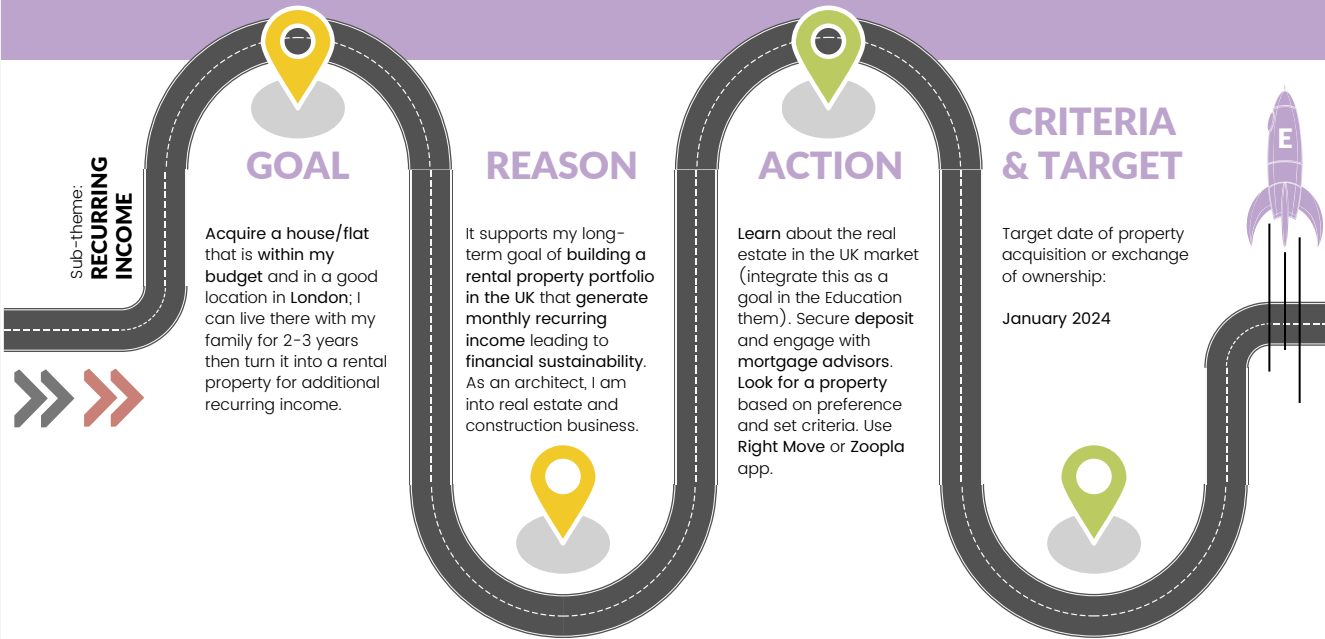 Sub-theme:
RECURRING
INCOME
GOAL
Acquire a house/flat
that is within my
budget and in a good
location in London; I
can live there with my
family for 2-3 years
then turn it into a rental
property for additional
recurring income.
REASON
It supports my long-
term goal of building a
rental property portfolio
in the UK that generate
monthly recurring
income leading to
financial sustainability.
As an architect, I am
into real estate and
construction business.
ACTION
Learn about the real
estate in the UK market
(integrate this as a
goal in the Education
them). Secure deposit
and engage with
mortgage advisors.
Look for a property
based on preference
and set criteria. Use
Right Move or Zoopla
app.
CRITERIA
& TARGET
Target date of property
acquisition or exchange
of ownership:
January 2024
E